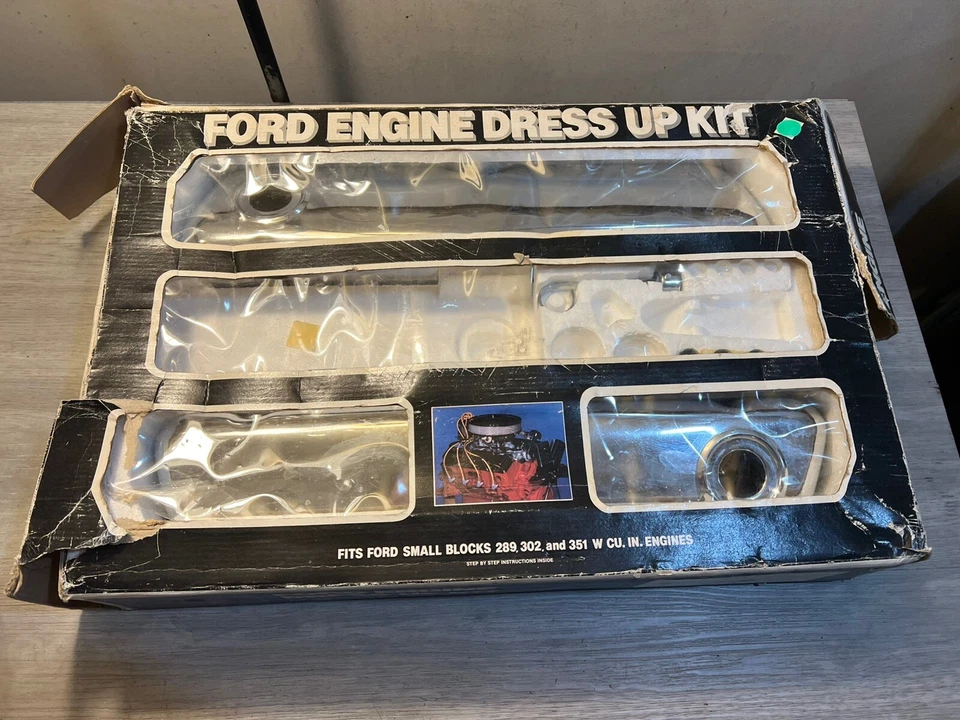 FORD ENGINE DRESS UP KIT
FITS FORD SMALL BLOCKS 289, 302, and 351 W CU. IN. ENGINES
STEP BY STEP INSTRUCTIONS INSIDE